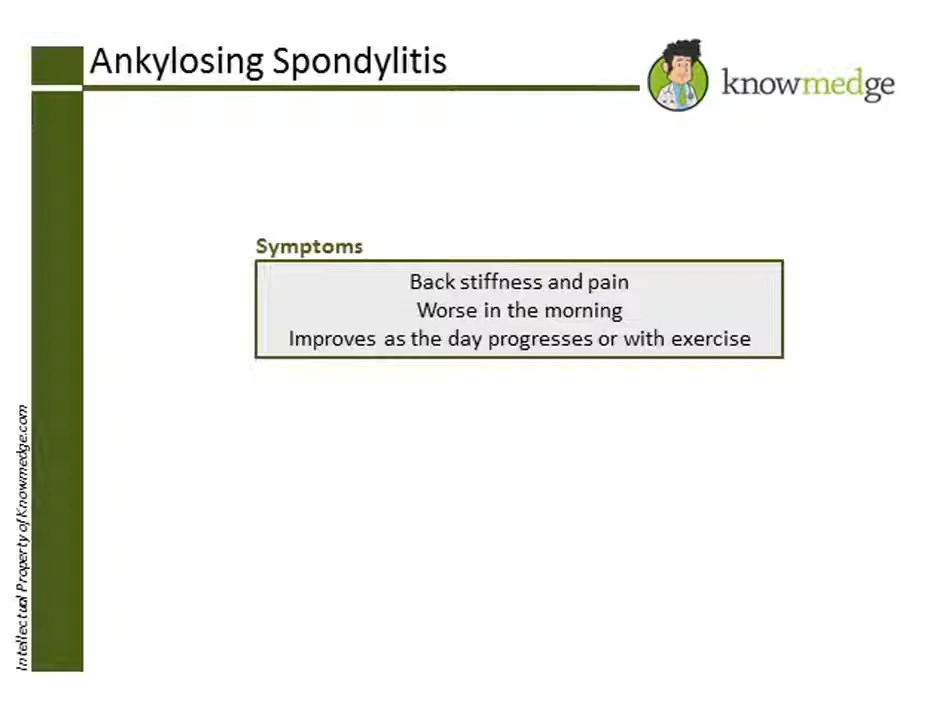 Ankylosing Spondylitis
knowmedge
Symptoms
Back stiffness and pain
Worse in the morning
Improves as the day progresses or with exercise
Intellectual Property of Knowmedge.com